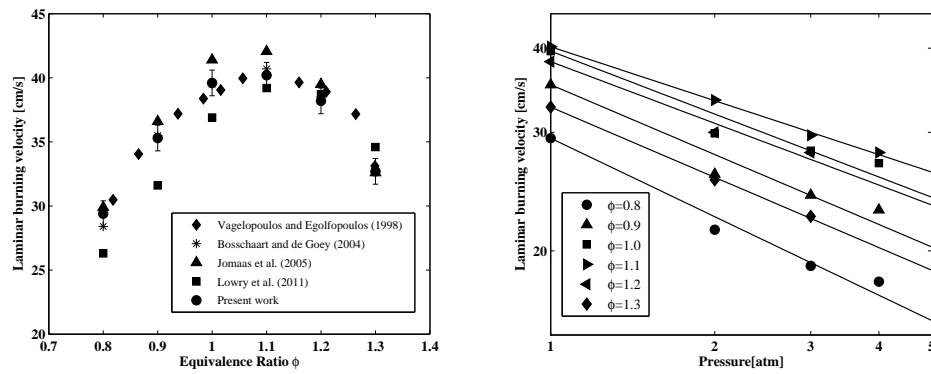 45
40
35
30
25
20
0.7 0.8 0.9 1 1.1 1.2 1.3 1.4
Laminar burning velocity [cm/s]
Equivalence Ratio ϕ
Vagelopoulos and Egolfopoulos (1998)
Bosschaart and de Goey (2004)
Jomaas et al. (2005)
Lowry et al. (2011)
Present work
40
30
20
1 2 3 4 5
Laminar burning velocity [cm/s]
Pressure[atm]
ϕ=0.8
ϕ=0.9
ϕ=1.0
ϕ=1.1
ϕ=1.2
ϕ=1.3